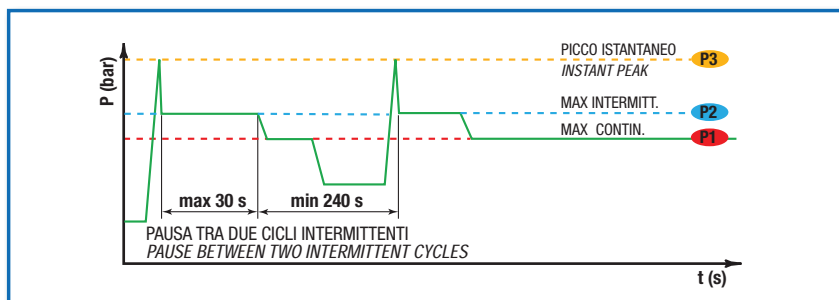 P (bar)
PICCO ISTANTANEO
INSTANT PEAK
P3
MAX INTERMITT.
P2
MAX CONTIN.
P1
max 30 s
min 240 s
PAUSA TRA DUE CICLI INTERMITTENTI
PAUSE BETWEEN TWO INTERMITTENT CYCLES
t (s)